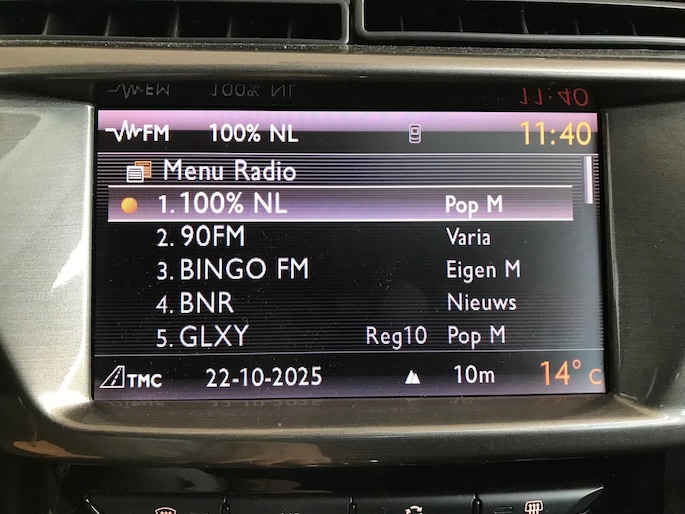 FM 100% NL 11:40
Menu Radio
1. 100% NL Pop M
2. 90FM Varia
3. BINGO FM Eigen M
4. BNR Nieuws
5. GLXY Reg10 Pop M
TMC 22-10-2025 10m 14° C